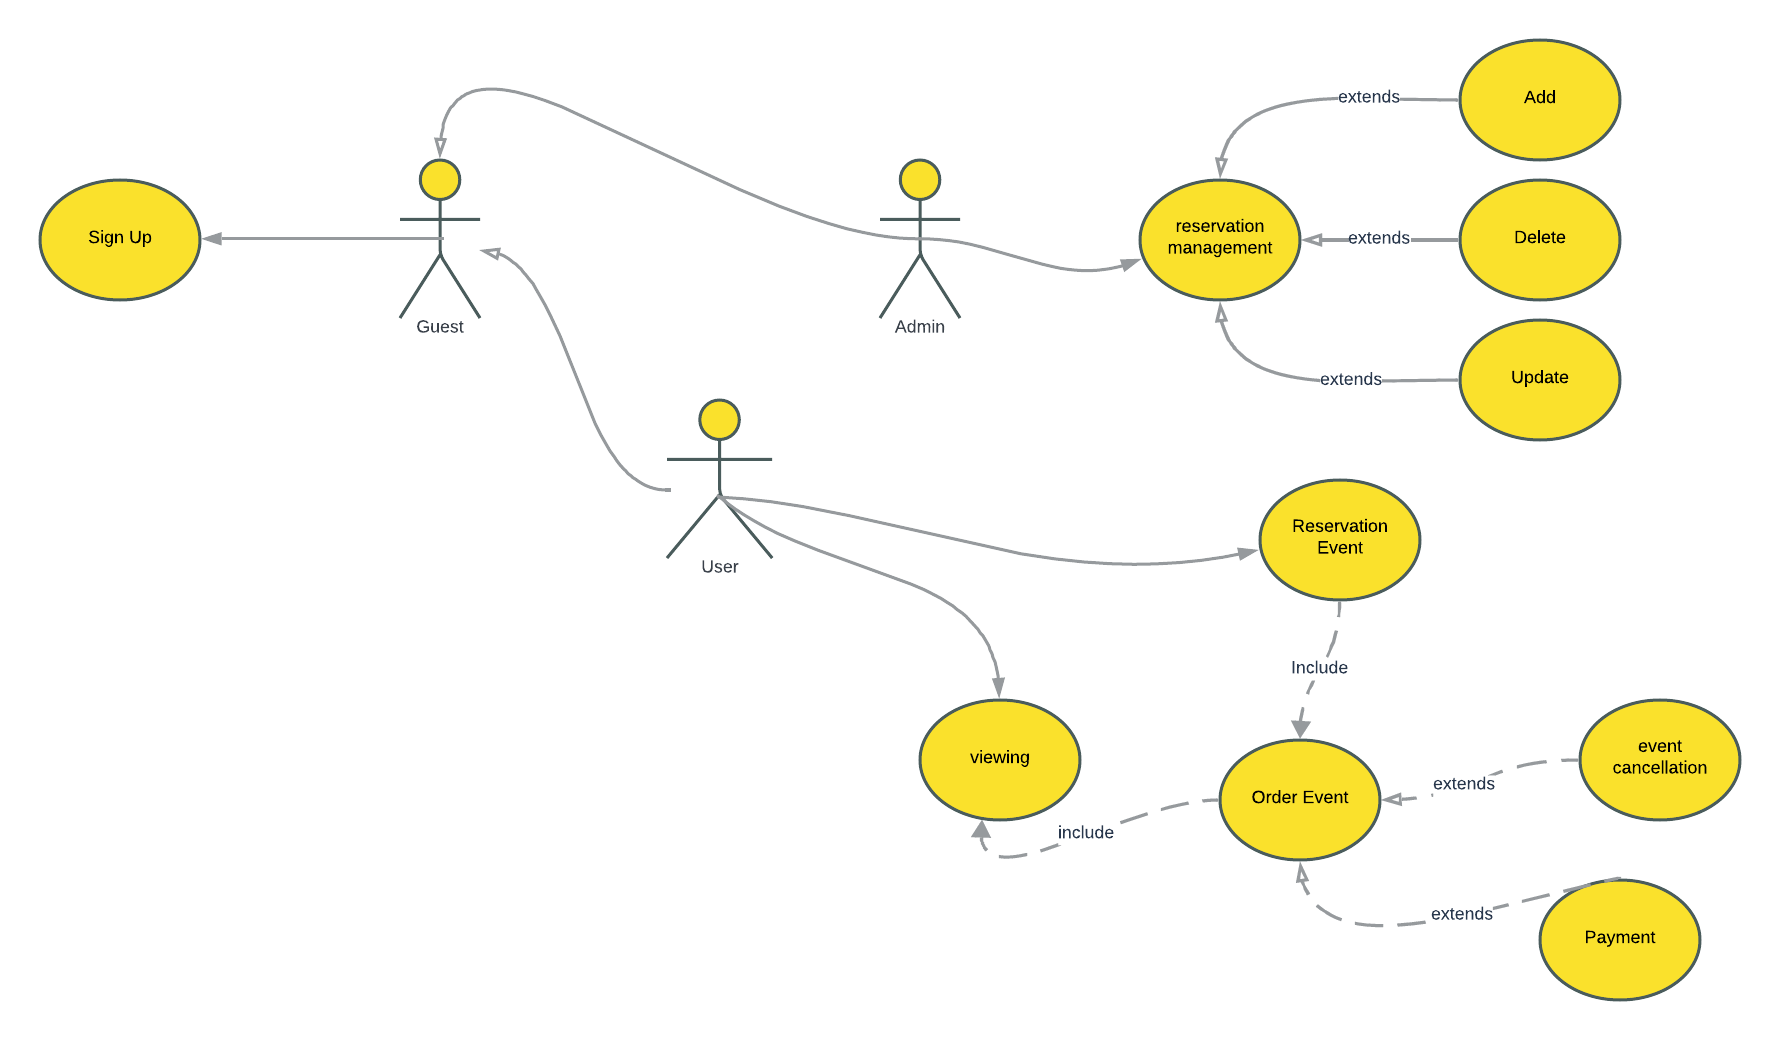 extends
Add
Sign Up
reservation
management
extends
Delete
Guest
Admin
extends
Update
User
Reservation
Event
Include
viewing
Order Event
event
cancellation
extends
include
extends
Payment